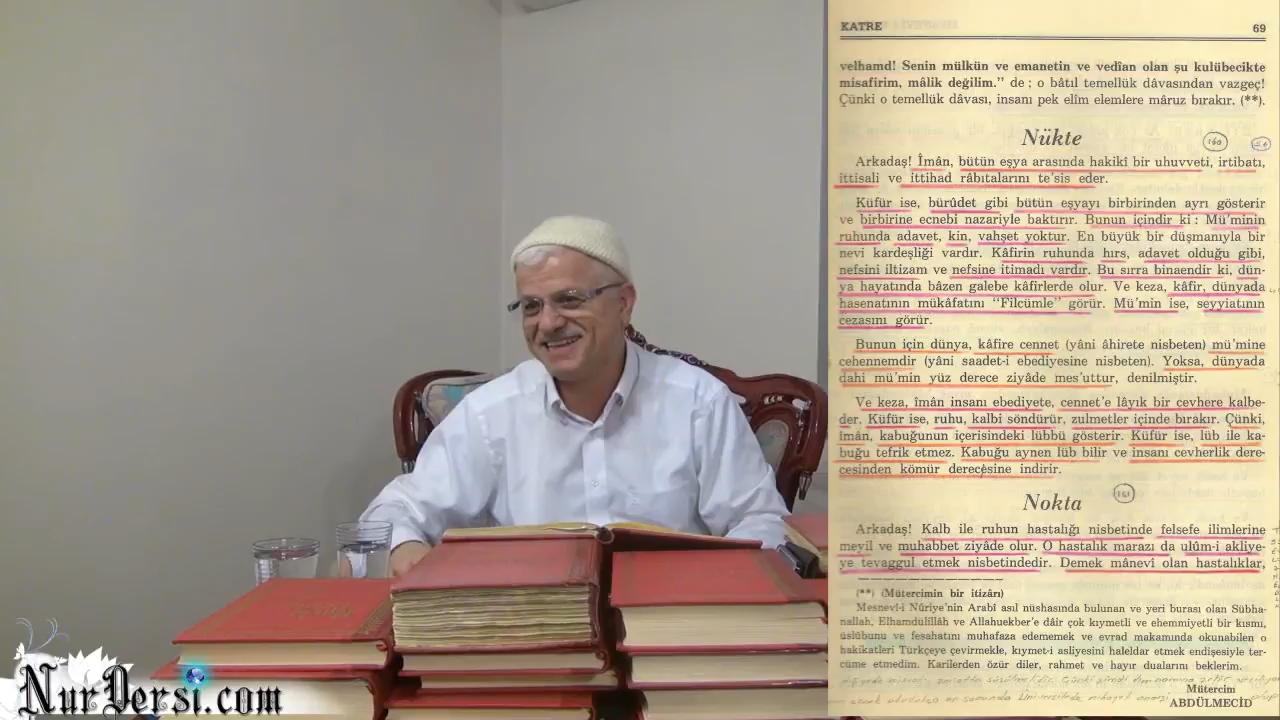 KATRE 69
velhamd! Senin mülkün ve emanetin ve vedîan olan şu kulübecikte
misafirim, mâlik değilim.” de ; o bâtıl temellük dâvasından vazgeç!
Çünki o temellük dâvası, insanı pek elîm elemlere mâruz bırakır. (**).
Nükte
160
Arkadaş! Îmân, bütün eşya arasında hakikî bir uhuvveti, irtibatı,
ittisali ve ittihad râbıtalarını te'sis eder.
Küfür ise, bürûdet gibi bütün eşyayı birbirinden ayrı gösterir
ve birbirine ecnebi nazariyle baktırır. Bunun içindir ki : Mü'minin
ruhunda adavet, kin, vahşet yoktur. En büyük bir düşmanıyla bir
nevi kardeşliği vardır. Kâfirin ruhunda hırs, adavet olduğu gibi,
nefsini iltizam ve nefsine itimadı vardır. Bu sırra binaendir ki, dün-
ya hayatında bâzen galebe kâfirlerde olur. Ve keza, kâfir, dünyada
hasenatının mükâfatını “Filcümle” görür. Mü'min ise, seyyiatının
cezasını görür.
Bunun için dünya, kâfire cennet (yâni âhirete nisbeten) mü'mine
cehennemdir (yâni saadet-i ebediyesine nisbeten). Yoksa, dünyada
dahi mü'min yüz derece ziyâde mes'uttur, denilmiştir.
Ve keza, îmân insanı ebediyete, cennet'e lâyık bir cevhere kalbe-
der. Küfür ise, ruhu, kalbi söndürür, zulmetler içinde bırakır. Çünki,
îmân, kabuğunun içerisindeki lübbü gösterir. Küfür ise, lüb ile ka-
buğu tefrik etmez. Kabuğu aynen lüb bilir ve insanı cevherlik dere-
cesinden kömür derecesine indirir.
Nokta
161
Arkadaş! Kalb ile ruhun hastalığı nisbetinde felsefe ilimlerine
meyil ve muhabbet ziyâde olur. O hastalık marazı da ulûm-i akliye-
ye tevaggul etmek nisbetindedir. Demek mânevî olan hastalıklar,
(**) (Mütercimin bir itizârı)
Mesnevî-i Nûriye'nin Arabî asıl nüshasında bulunan ve yeri burası olan Sübha-
nallah, Elhamdülillâh ve Allahuekber'e dâir çok kıymetli ve ehemmiyetli bir kısmı,
üslûbunu ve fesahatını muhafaza edememek ve evrad makamında okunabilen o
hakikatleri Türkçeye çevirmekle, kıymet-i asliyesini haleldar etmek endişesiyle ter-
cüme etmedim. Karilerden özür diler, rahmet ve hayır dualarını beklerim.
Mütercim
ABDÜLMECİD
NurDersi.com